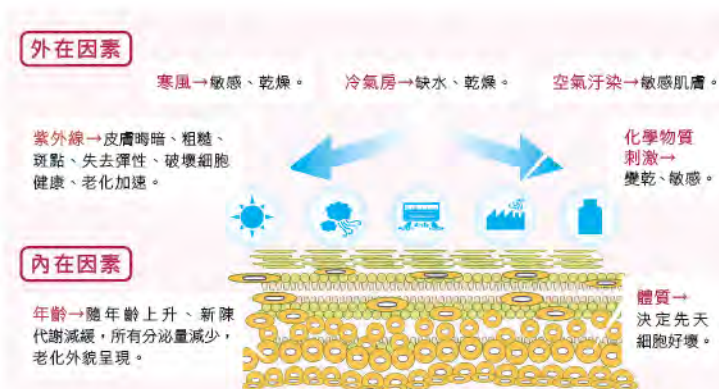 外在因素
寒風→敏感、乾燥。
冷氣房→缺水、乾燥。
空氣汙染→敏感肌膚。
紫外線→皮膚晦暗、粗糙、
斑點、失去彈性、破壞細胞
健康、老化加速。
化學物質
刺激→
變乾、敏感。
內在因素
年齡→隨年齡上升、新陳
代謝減緩，所有分泌量減少，
老化外貌呈現。
體質→
決定先天
細胞好壞。